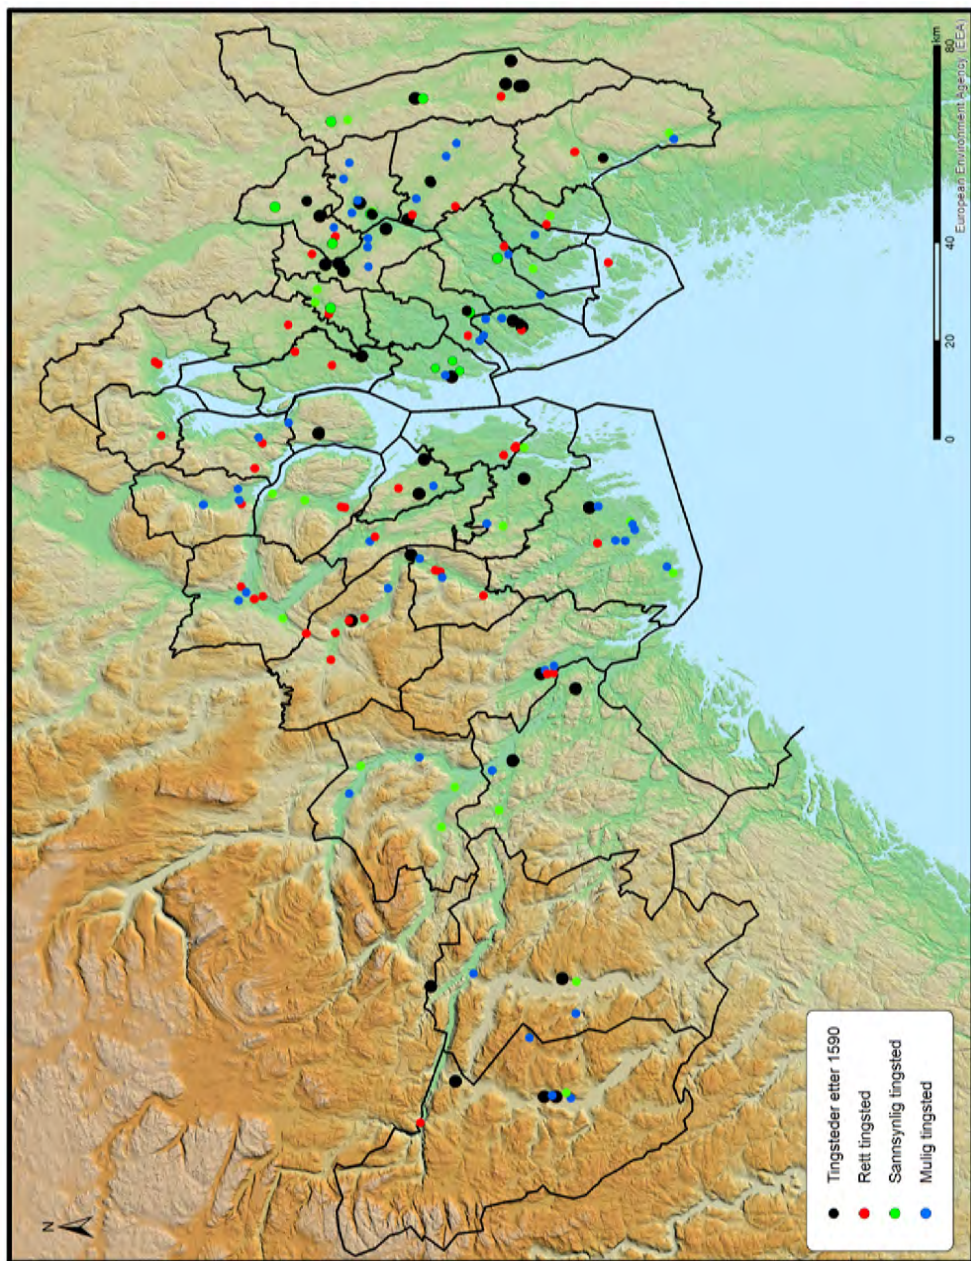 N
Tingsteder etter 1590
Rett tingsted
Sannsynlig tingsted
Mulig tingsted
0 20 40 80
km
European Environment Agency (EEA)